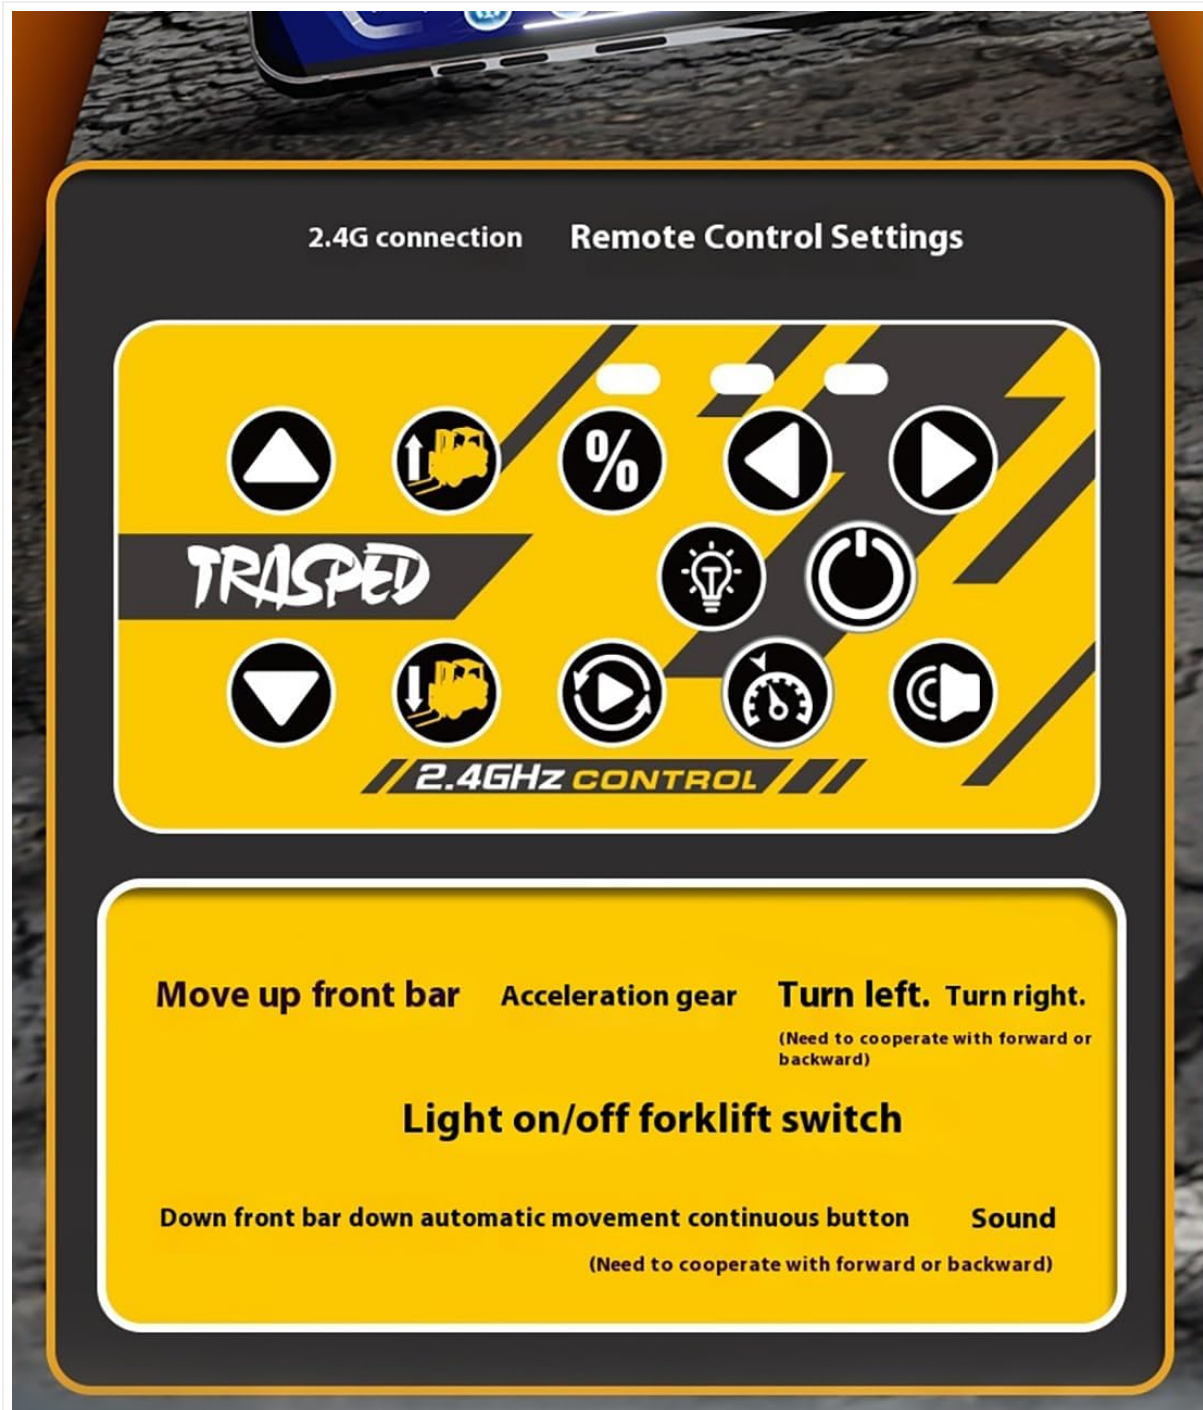 2.4G connection Remote Control Settings
%
TRASPED
2.4GHz CONTROL
Move up front bar Acceleration gear Turn left. Turn right.
(Need to cooperate with forward or
backward)
Light on/off forklift switch
Down front bar down automatic movement continuous button Sound
(Need to cooperate with forward or backward)